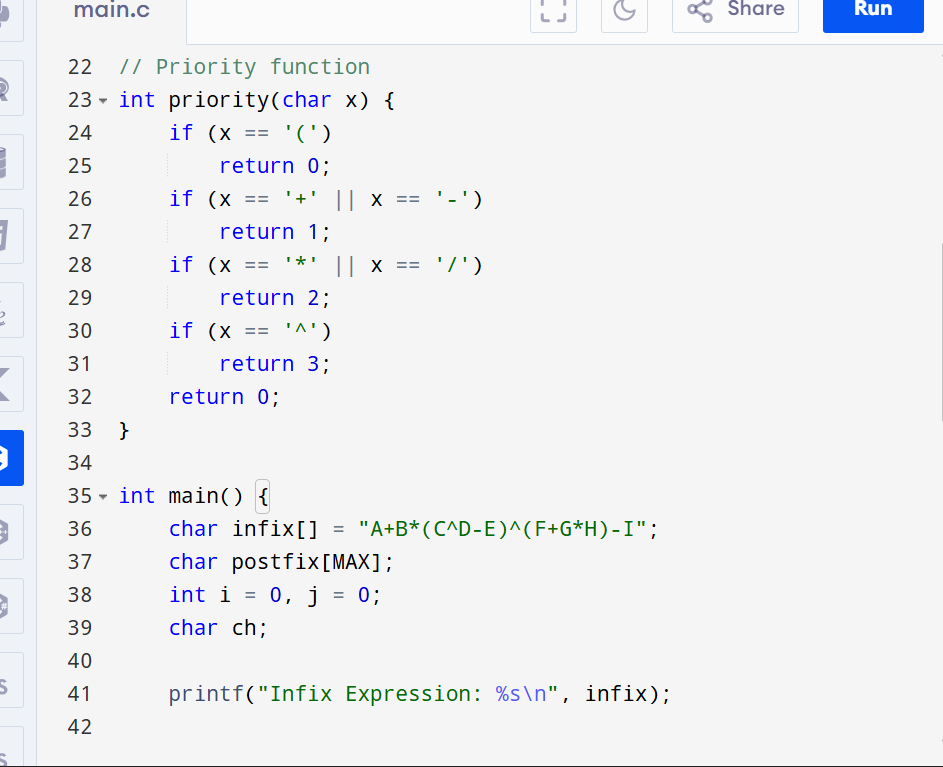 main.c
Share
Run
22 // Priority function
23 int priority(char x) {
24     if (x == '(')
25         return 0;
26     if (x == '+' || x == '-')
27         return 1;
28     if (x == '*' || x == '/')
29         return 2;
30     if (x == '^')
31         return 3;
32     return 0;
33 }
34
35 int main() {
36     char infix[] = "A+B*(C^D-E)^(F+G*H)-I";
37     char postfix[MAX];
38     int i = 0, j = 0;
39     char ch;
40
41     printf("Infix Expression: %s\n", infix);
42